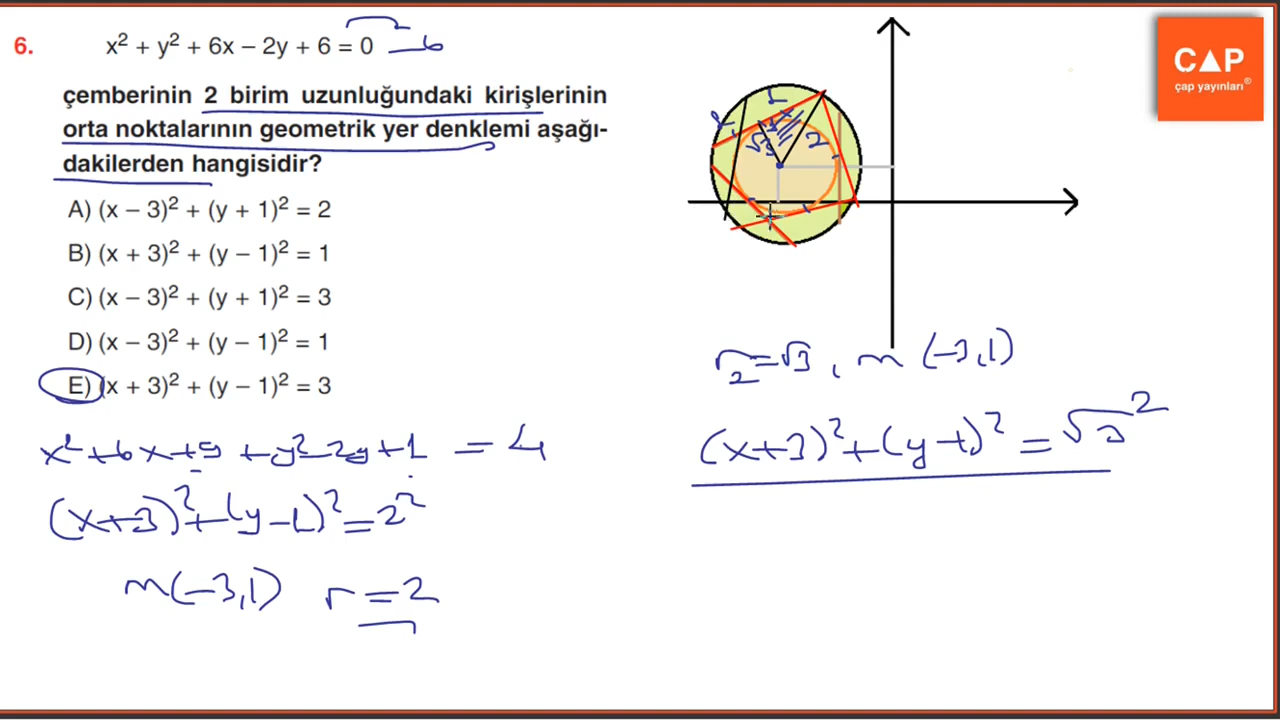 6. x² + y² + 6x − 2y + 6 = 0 −6
çemberinin 2 birim uzunluğundaki kirişlerinin
orta noktalarının geometrik yer denklemi aşağı-
dakilerden hangisidir?
A) (x − 3)² + (y + 1)² = 2
B) (x + 3)² + (y − 1)² = 1
C) (x − 3)² + (y + 1)² = 3
D) (x − 3)² + (y − 1)² = 1
E) (x + 3)² + (y − 1)² = 3
x² + 6x + 9 + y² − 2y + 1 = 4
(x+3)² + (y − 1)² = 2²
m(−3,1) r = 2
CAP
çap yayınları®
1
√3
2
r₂ = √3, m (−3,1)
(x+3)² + (y−1)² = √3²